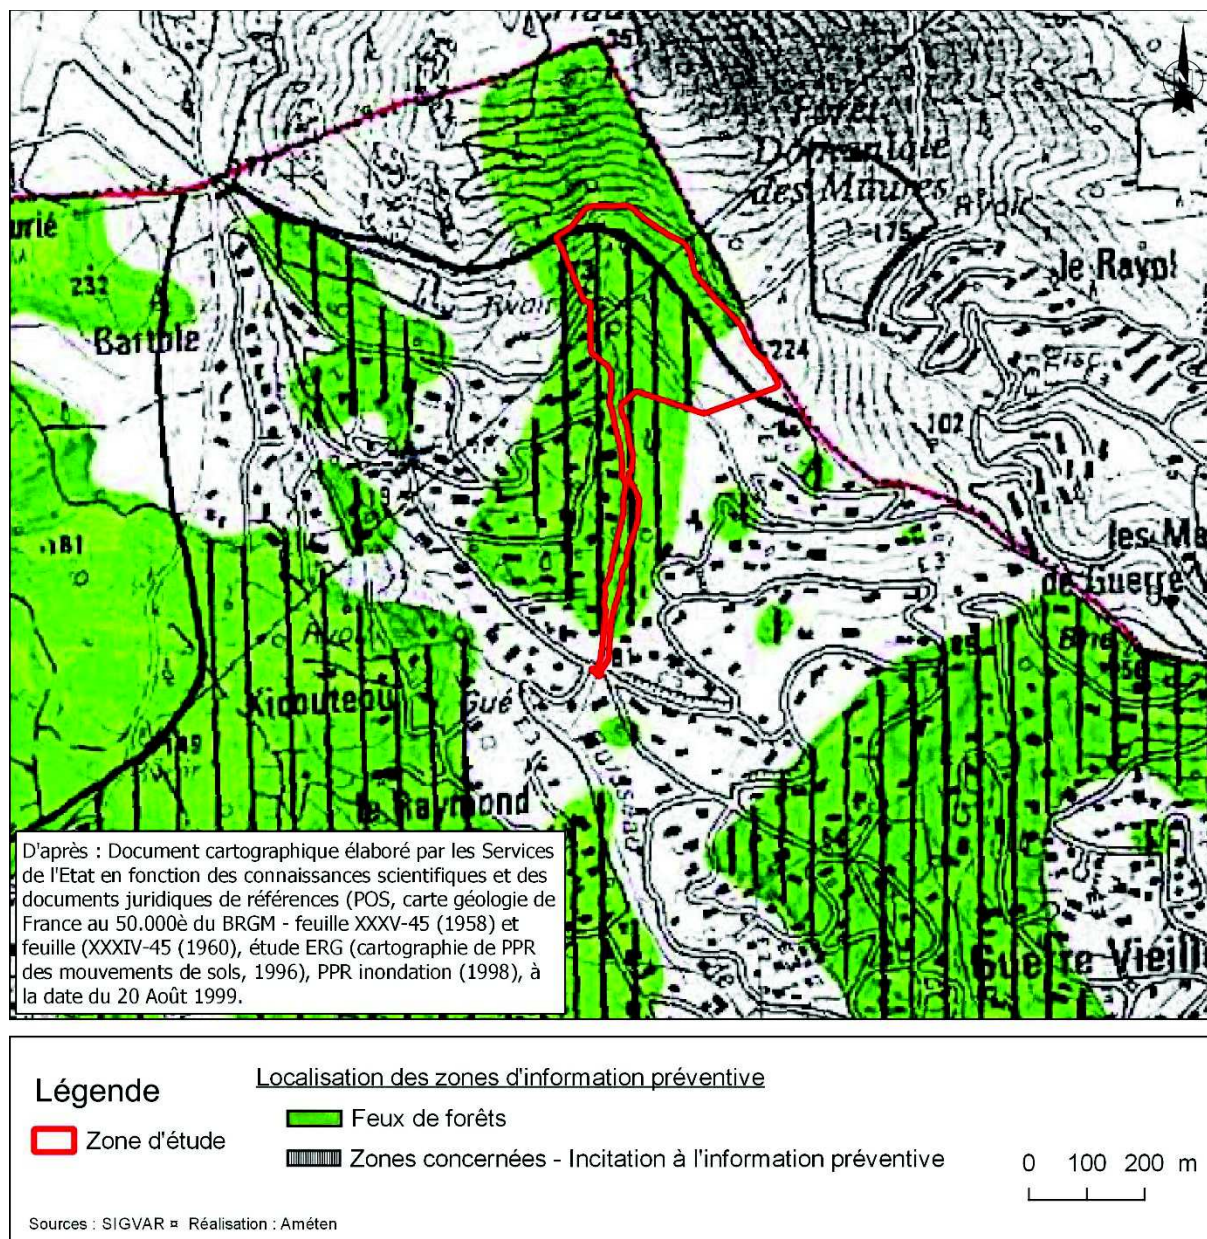 Domaniale
des Maures
175
le Rayol
232
Battole
224
102
181
les Ma
de Guerre
81
Gué
149
le Raymond
Ruisseau
Guerre Vieill
D'après : Document cartographique élaboré par les Services
de l'Etat en fonction des connaissances scientifiques et des
documents juridiques de références (POS, carte géologie de
France au 50.000è du BRGM - feuille XXXV-45 (1958) et
feuille (XXXIV-45 (1960), étude ERG (cartographie de PPR
des mouvements de sols, 1996), PPR inondation (1998), à
la date du 20 Août 1999.
Légende
Zone d'étude
Localisation des zones d'information préventive
Feux de forêts
Zones concernées - Incitation à l'information préventive
0 100 200 m
Sources : SIGVAR ¤ Réalisation : Améten